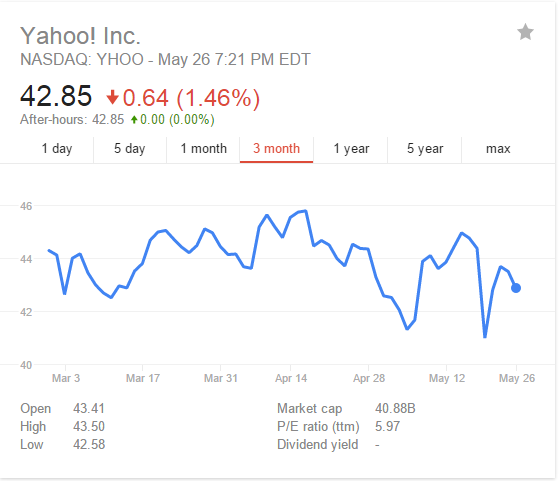 Yahoo! Inc.
NASDAQ: YHOO - May 26 7:21 PM EDT
42.85 0.64 (1.46%)
After-hours: 42.85 0.00 (0.00%)
1 day 5 day 1 month 3 month 1 year 5 year max
46
44
42
40
Mar 3 Mar 17 Mar 31 Apr 14 Apr 28 May 12 May 26
Open 43.41 Market cap 40.88B
High 43.50 P/E ratio (ttm) 5.97
Low 42.58 Dividend yield -